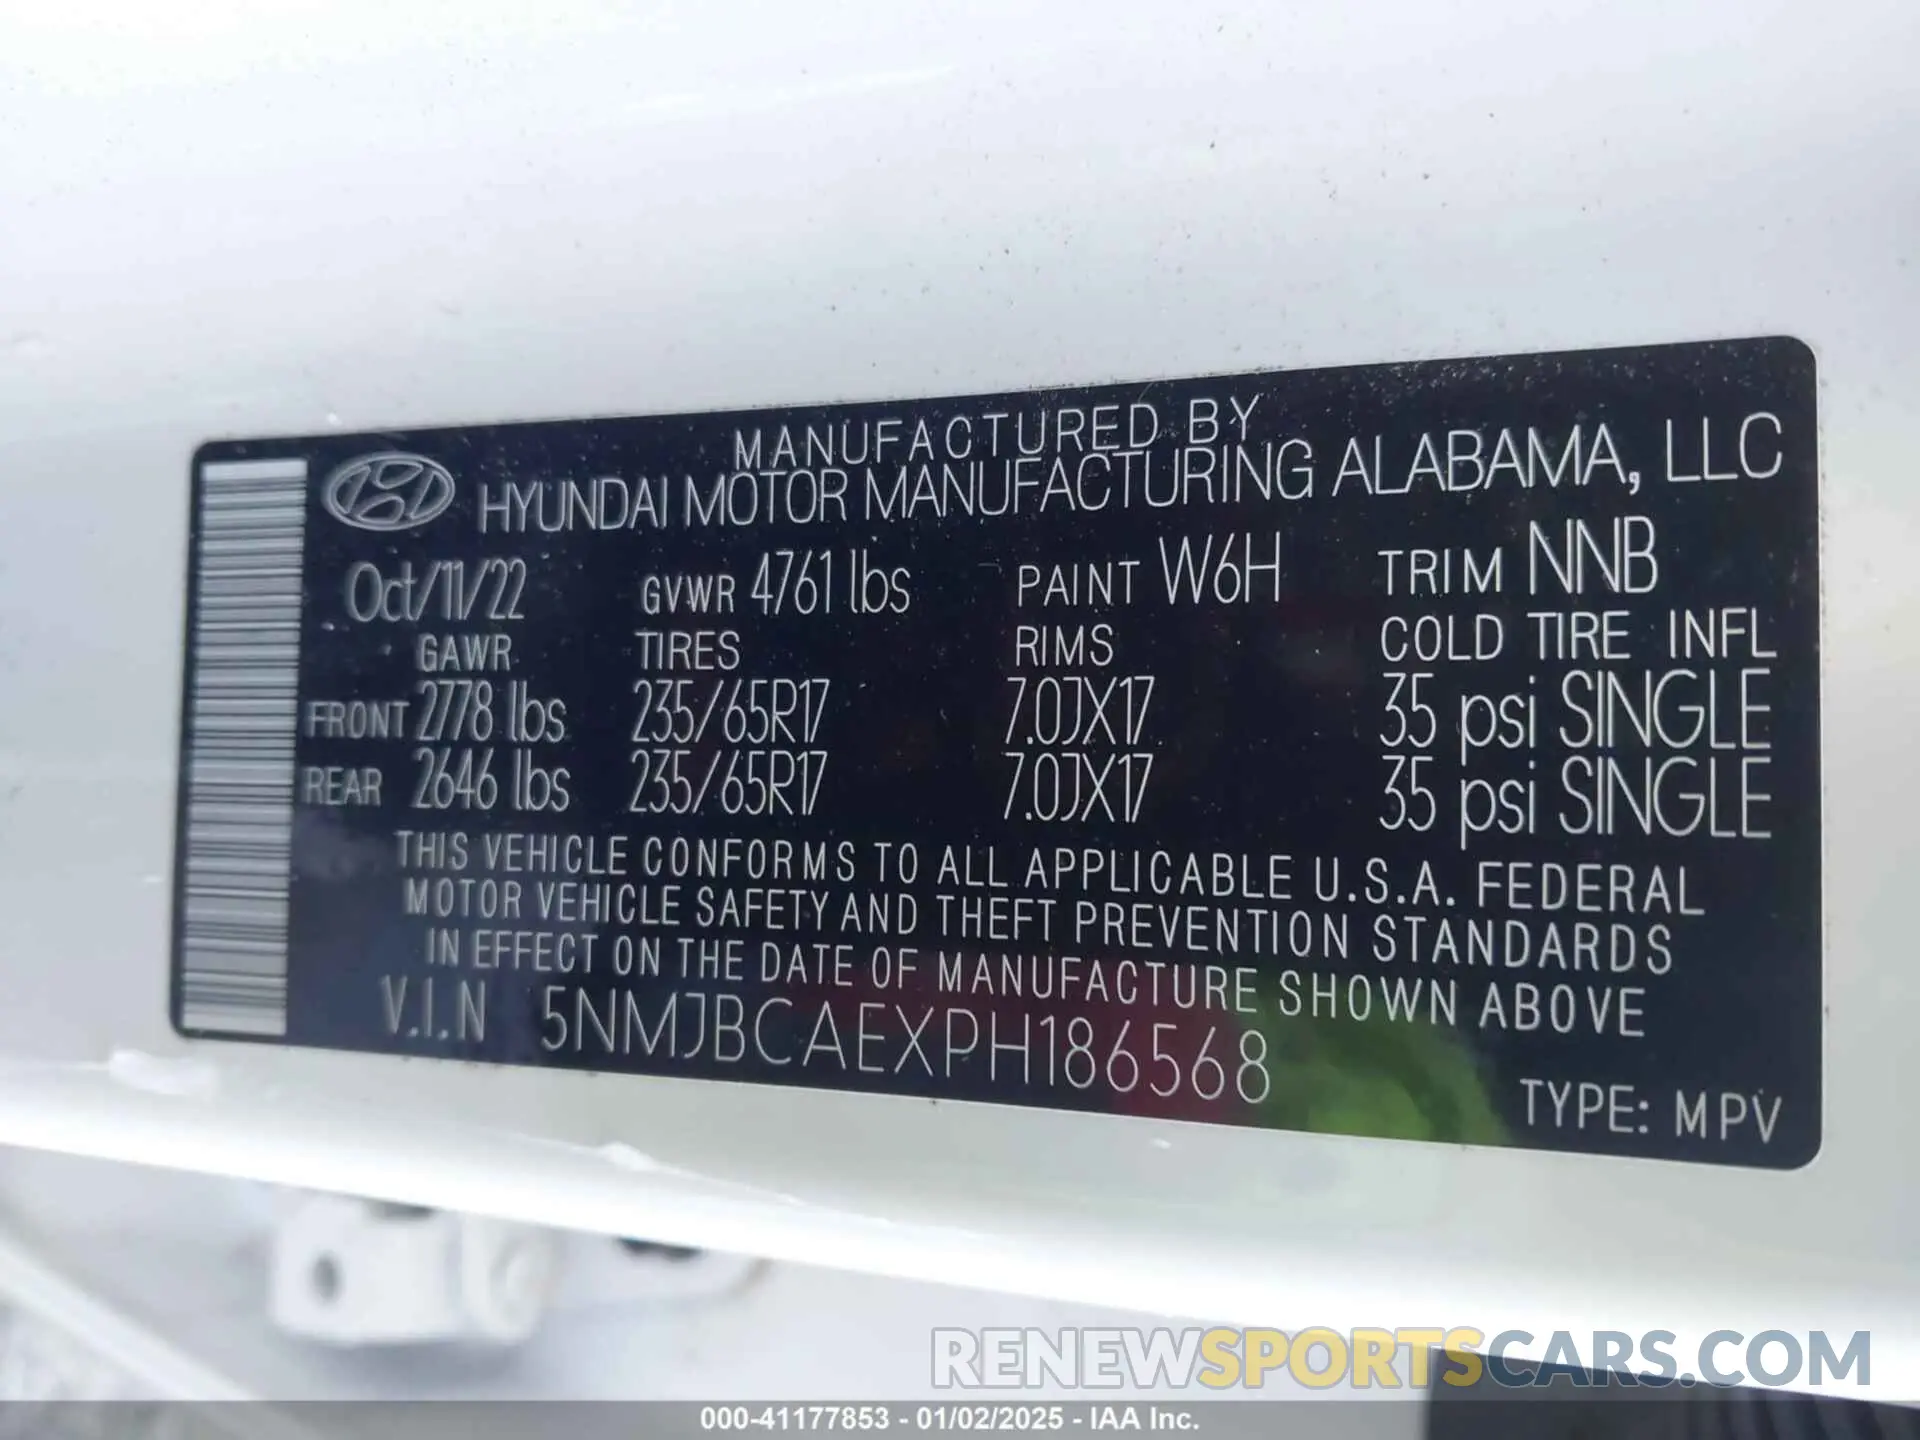 MANUFACTURED BY
HYUNDAI MOTOR MANUFACTURING ALABAMA, LLC
Oct/11/22 GVWR 4761 lbs PAINT W6H TRIM NNB
GAWR TIRES RIMS COLD TIRE INFL
FRONT 2778 lbs 235/65R17 7.0JX17 35 psi SINGLE
REAR 2646 lbs 235/65R17 7.0JX17 35 psi SINGLE
THIS VEHICLE CONFORMS TO ALL APPLICABLE U.S.A. FEDERAL
MOTOR VEHICLE SAFETY AND THEFT PREVENTION STANDARDS
IN EFFECT ON THE DATE OF MANUFACTURE SHOWN ABOVE
V.I.N 5NMJBCAEXPH186568
TYPE: MPV
RENEWSPORTSCARS.COM
000-41177853 - 01/02/2025 - IAA Inc.